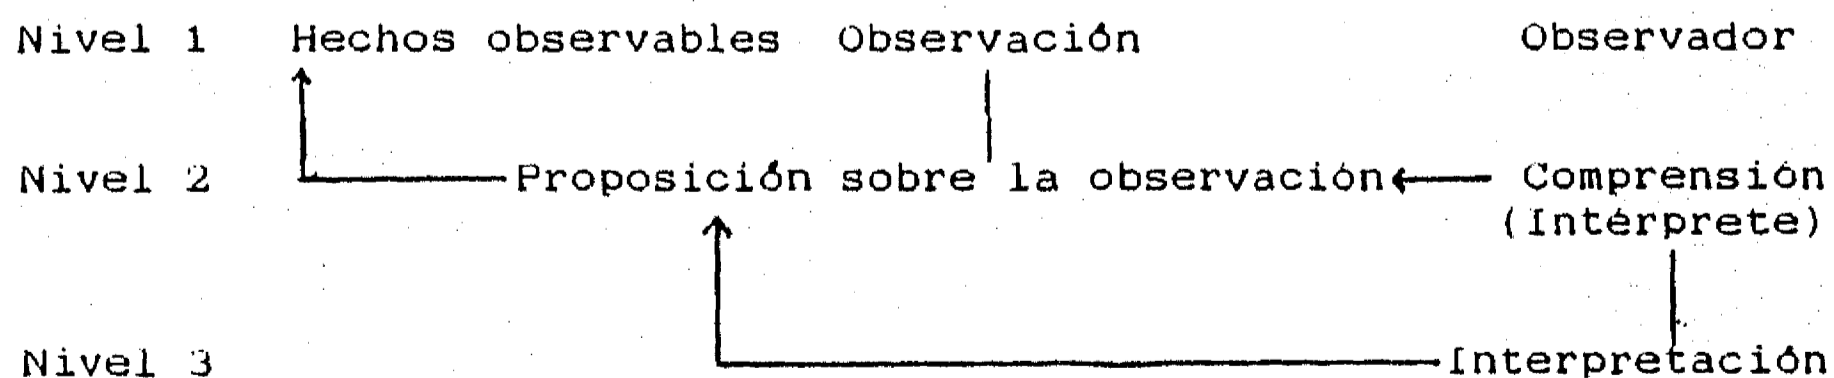 Nivel 1 Hechos observables Observación Observador
Nivel 2 Proposición sobre la observación Comprensión
(Intérprete)
Nivel 3 Interpretación